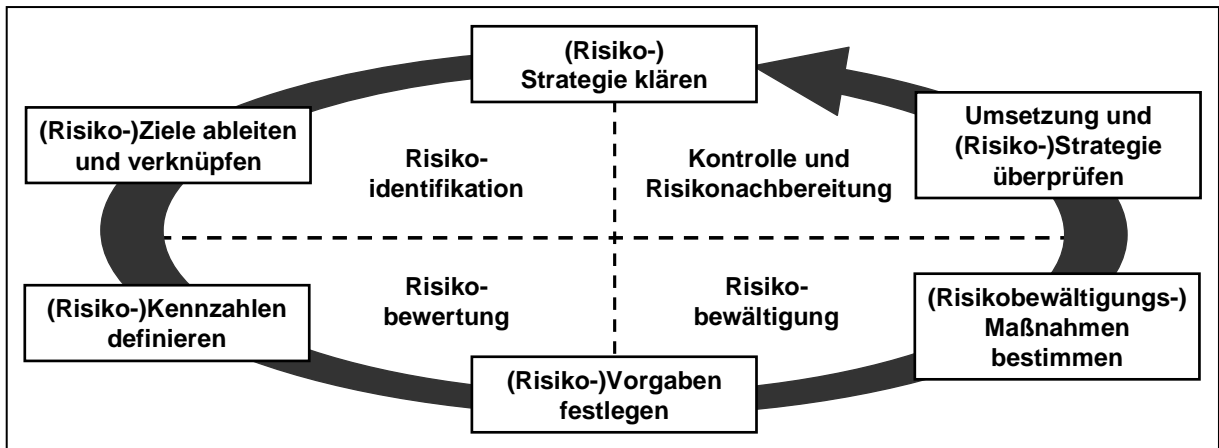 (Risiko-)
Strategie klären
(Risiko-)Ziele ableiten
und verknüpfen
Umsetzung und
(Risiko-)Strategie
überprüfen
Risiko-
identifikation
Kontrolle und
Risikonachbereitung
(Risiko-)Kennzahlen
definieren
Risiko-
bewertung
Risiko-
bewältigung
(Risikobewältigungs-)
Maßnahmen
bestimmen
(Risiko-)Vorgaben
festlegen